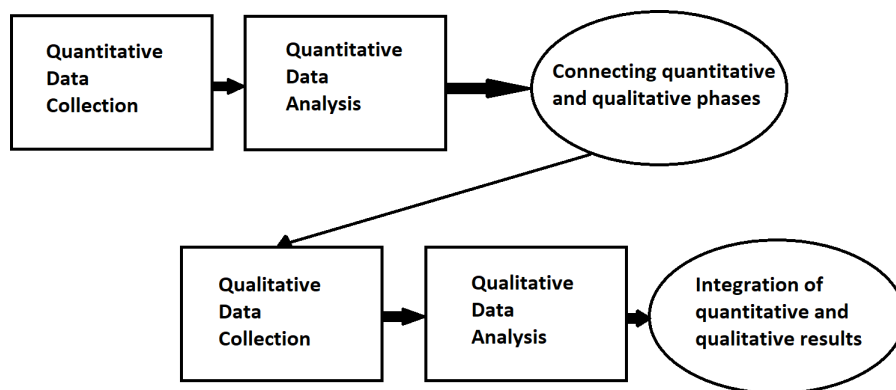 Quantitative
Data
Collection
Quantitative
Data
Analysis
Connecting quantitative
and qualitative phases
Qualitative
Data
Collection
Qualitative
Data
Analysis
Integration of
quantitative and
qualitative results